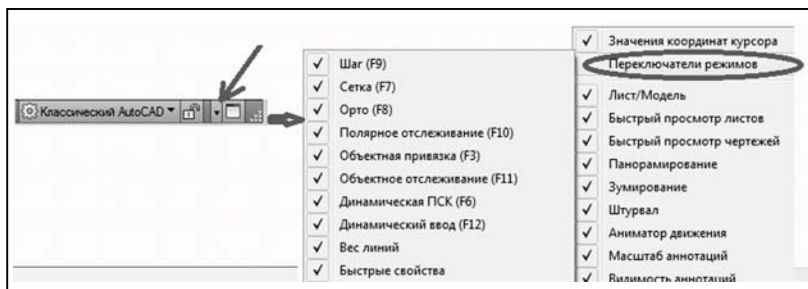 Классический AutoCAD
Шаг (F9)
Сетка (F7)
Орто (F8)
Полярное отслеживание (F10)
Объектная привязка (F3)
Объектное отслеживание (F11)
Динамическая ПСК (F6)
Динамический ввод (F12)
Вес линий
Быстрые свойства
Значения координат курсора
Переключатели режимов
Лист/Модель
Быстрый просмотр листов
Быстрый просмотр чертежей
Панорамирование
Зумирование
Штурвал
Аниматор движения
Масштаб аннотаций
Видимость аннотаций